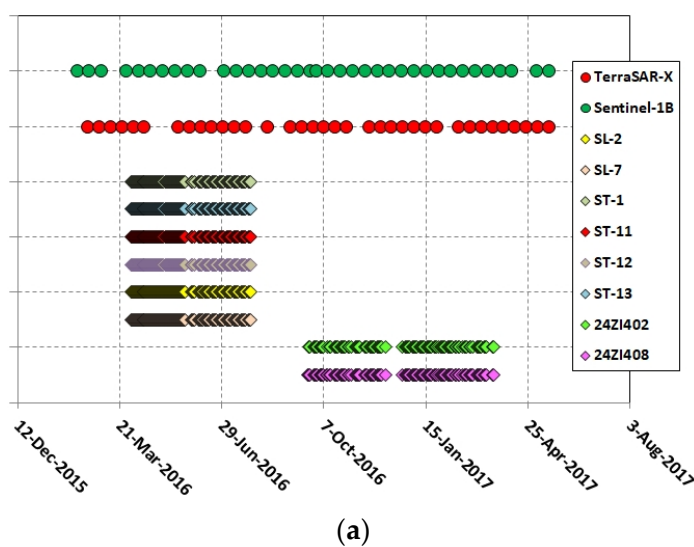 TerraSAR-X
Sentinel-1B
SL-2
SL-7
ST-1
ST-11
ST-12
ST-13
24ZI402
24ZI408
12-Dec-2015
21-Mar-2016
29-Jun-2016
7-Oct-2016
15-Jan-2017
25-Apr-2017
3-Aug-2017
(a)